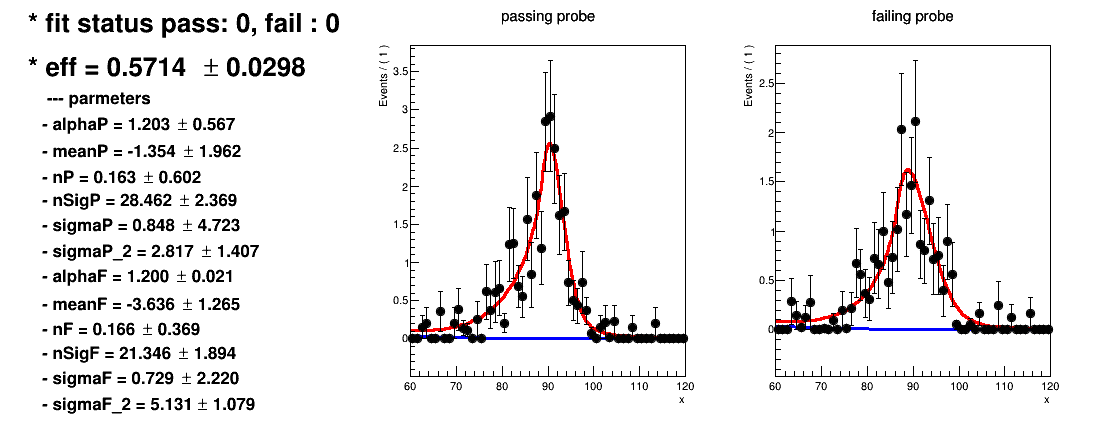 * fit status pass: 0, fail : 0
* eff = 0.5714 ± 0.0298
--- parmeters
- alphaP = 1.203 ± 0.567
- meanP = -1.354 ± 1.962
- nP = 0.163 ± 0.602
- nSigP = 28.462 ± 2.369
- sigmaP = 0.848 ± 4.723
- sigmaP_2 = 2.817 ± 1.407
- alphaF = 1.200 ± 0.021
- meanF = -3.636 ± 1.265
- nF = 0.166 ± 0.369
- nSigF = 21.346 ± 1.894
- sigmaF = 0.729 ± 2.220
- sigmaF_2 = 5.131 ± 1.079
passing probe
Events / ( 1 )
3.5
3
2.5
2
1.5
1
0.5
0
60 70 80 90 100 110 120
x
failing probe
Events / ( 1 )
2.5
2
1.5
1
0.5
0
60 70 80 90 100 110 120
x